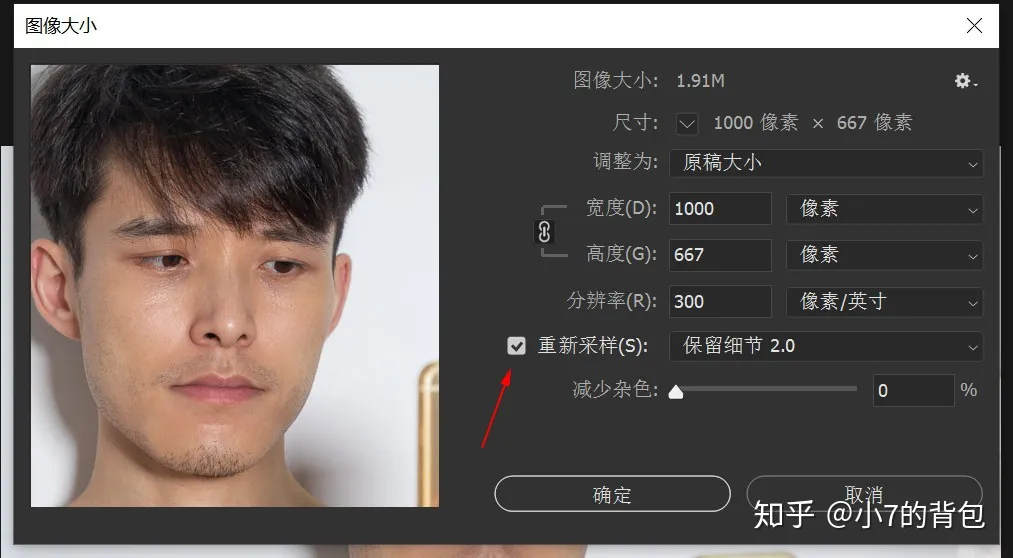 图像大小
图像大小: 1.91M
尺寸: 1000 像素 × 667 像素
调整为: 原稿大小
宽度(D): 1000 像素
高度(G): 667 像素
分辨率(R): 300 像素/英寸
重新采样(S): 保留细节 2.0
减少杂色: 0 %
确定 取消
知乎 @小7的背包